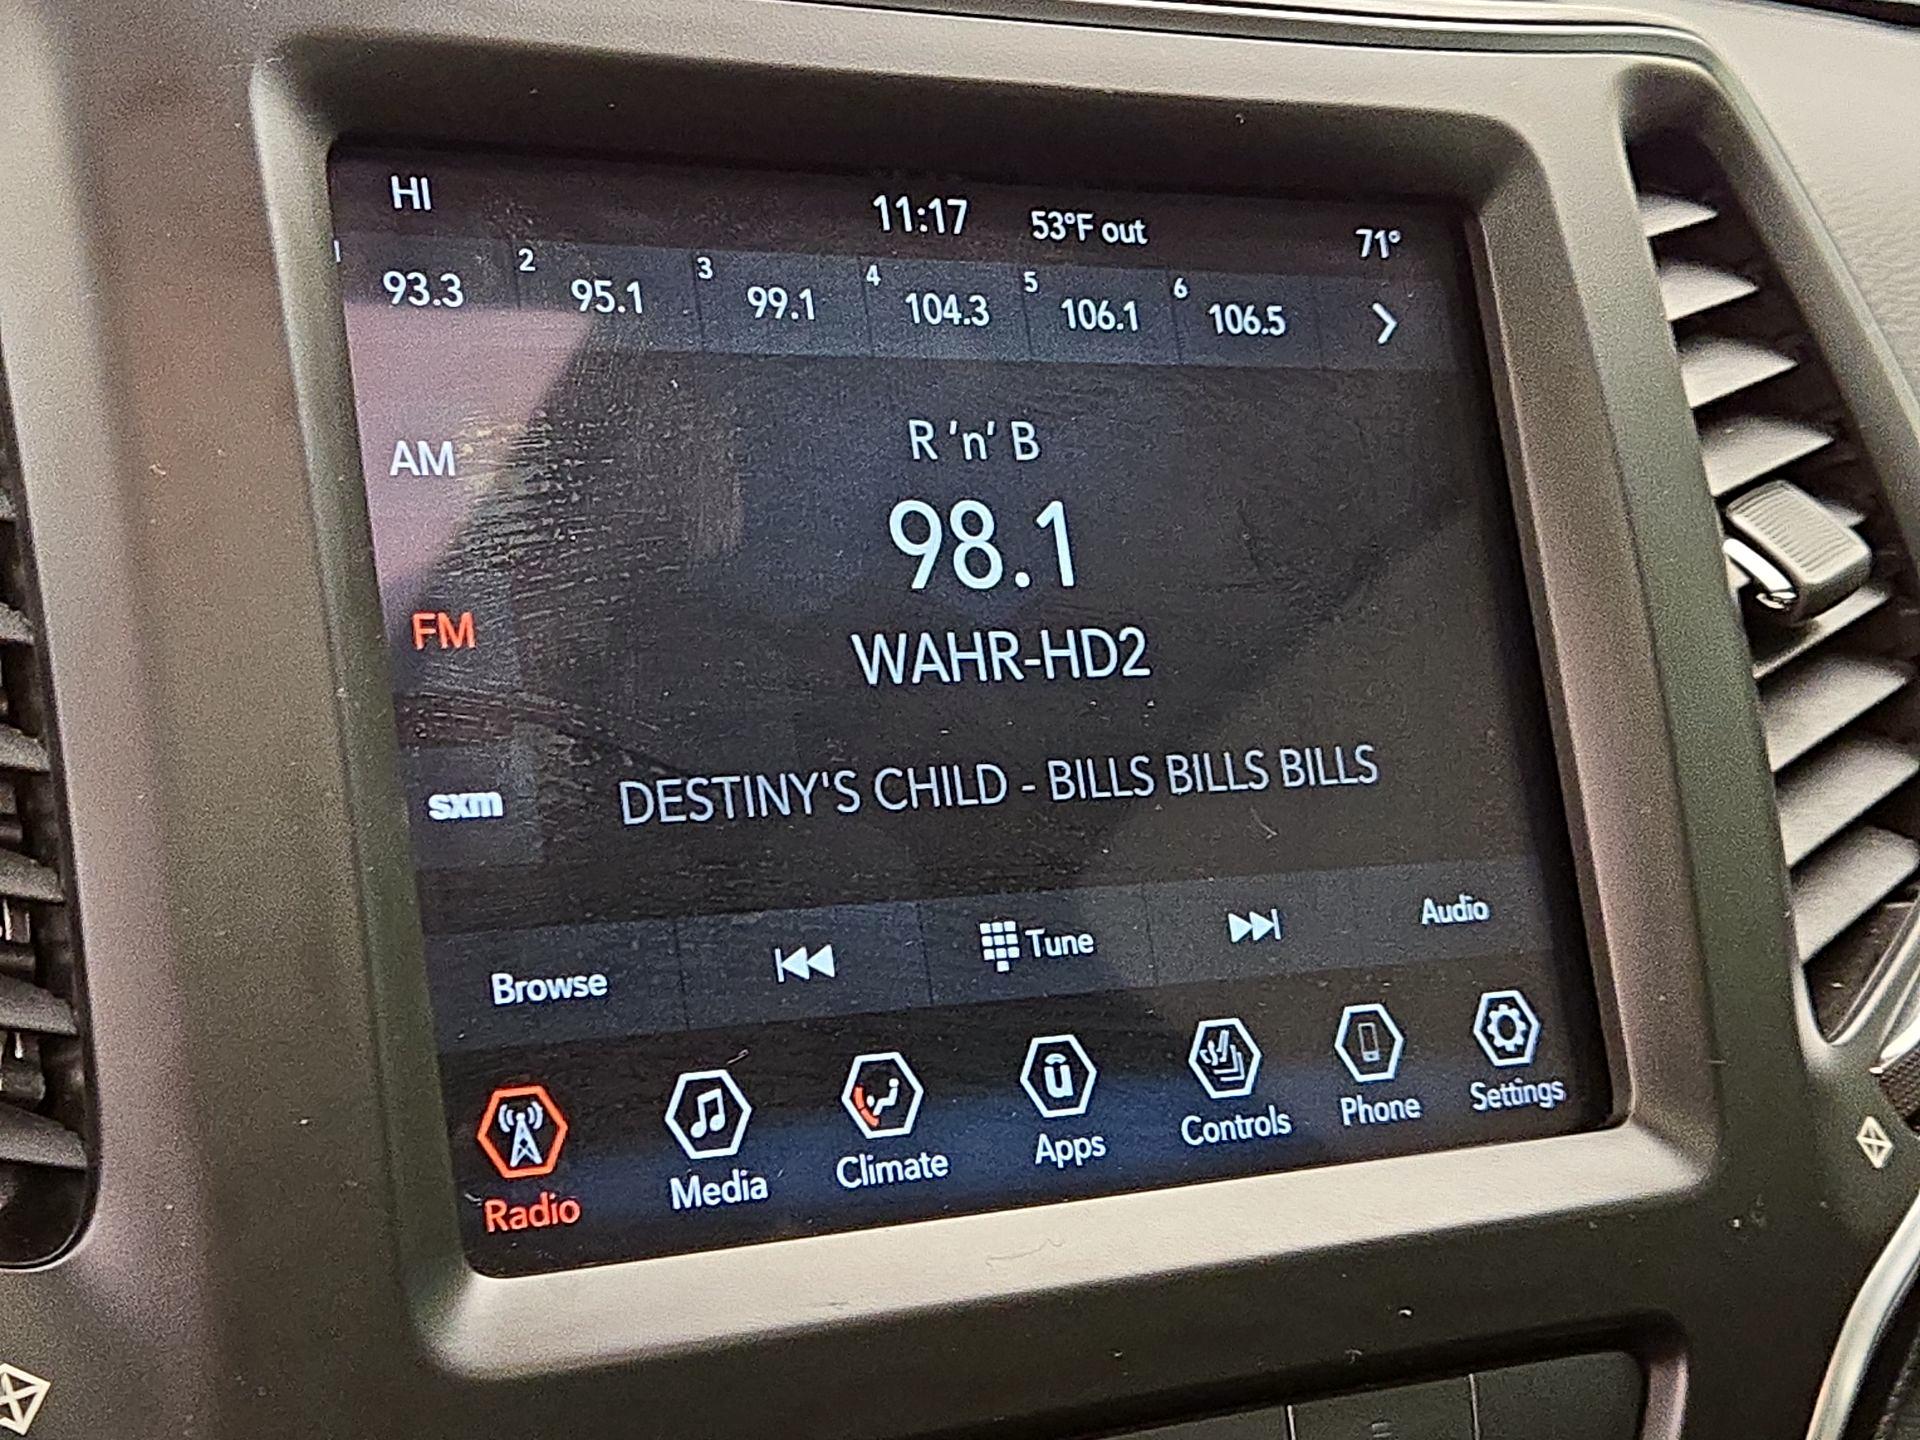 HI 11:17 53°F out 71°
1 93.3 2 95.1 3 99.1 4 104.3 5 106.1 6 106.5
R 'n' B
AM
98.1
FM
WAHR-HD2
DESTINY'S CHILD - BILLS BILLS BILLS
sxm
Browse Tune Audio
Radio Media Climate Apps Controls Phone Settings